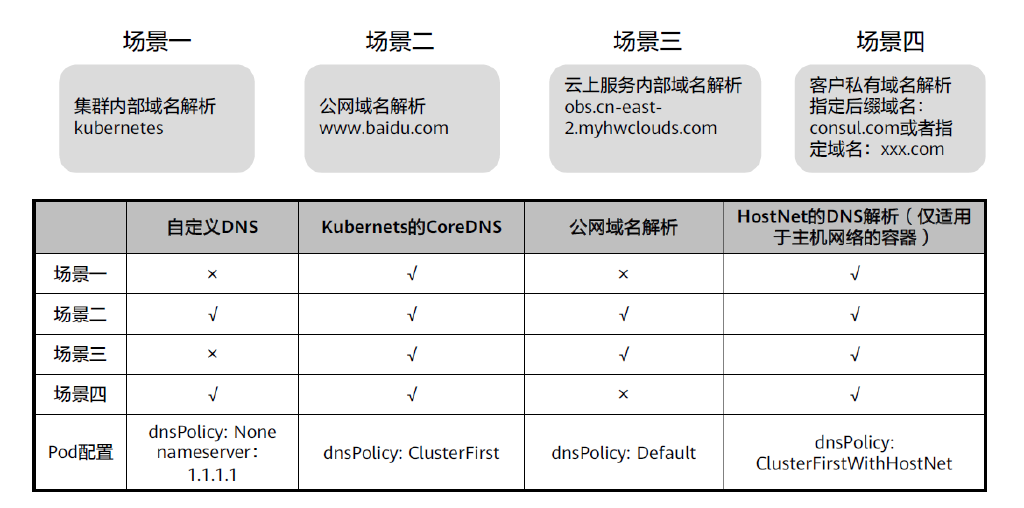 场景一
场景二
场景三
场景四
集群内部域名解析
kubernetes
公网域名解析
www.baidu.com
云上服务内部域名解析
obs.cn-east-
2.myhwclouds.com
客户私有域名解析
指定后缀域名：
consul.com或者指
定域名：xxx.com
自定义DNS
Kubernets的CoreDNS
公网域名解析
HostNet的DNS解析（仅适用
于主机网络的容器）
场景一 × √ × √
场景二 √ √ √ √
场景三 × √ √ √
场景四 √ √ × √
Pod配置
dnsPolicy: None
nameserver：
1.1.1.1
dnsPolicy: ClusterFirst
dnsPolicy: Default
dnsPolicy:
ClusterFirstWithHostNet